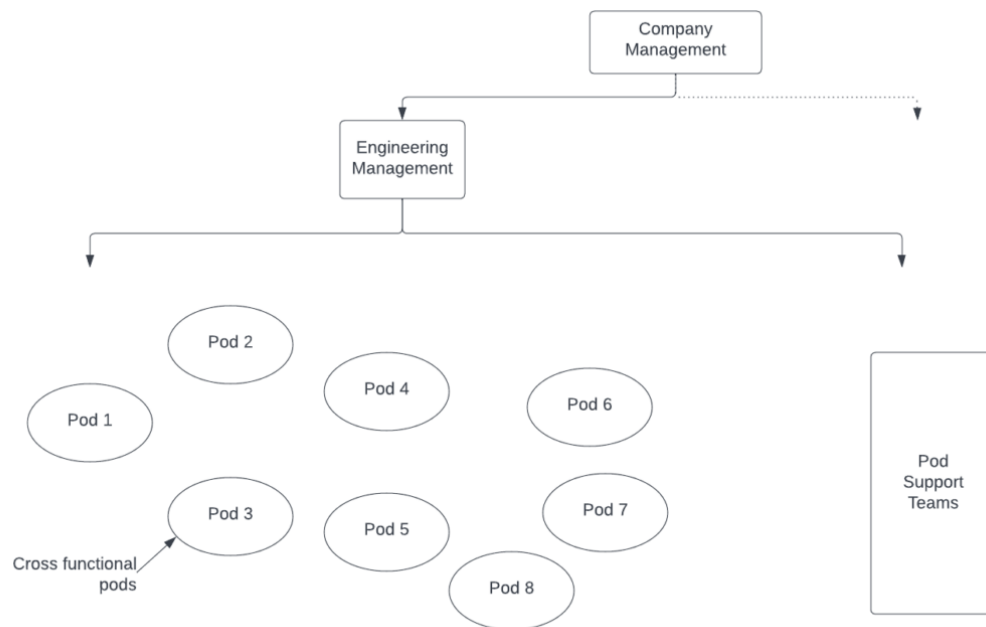 Company
Management
Engineering
Management
Pod 2
Pod 4
Pod 6
Pod 1
Pod
Support
Teams
Pod 3
Pod 5
Pod 7
Cross functional
pods
Pod 8